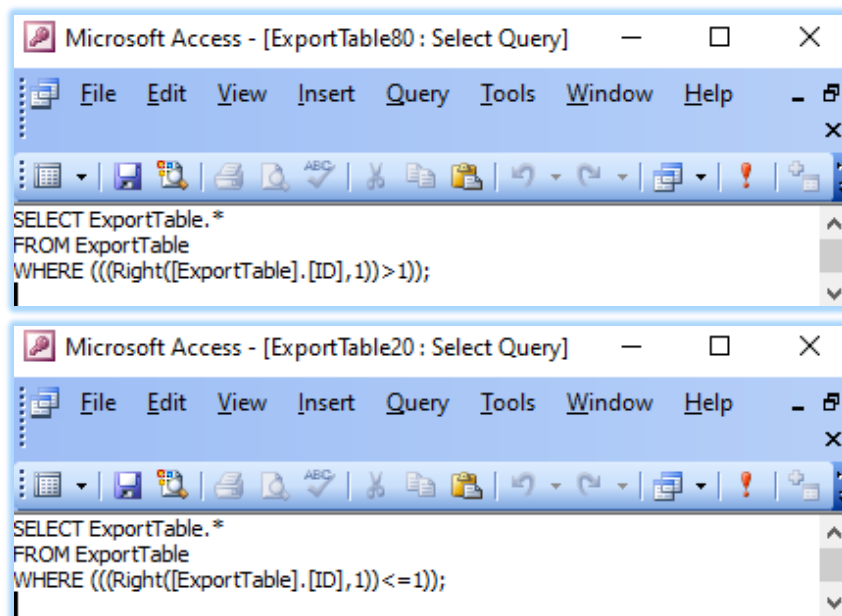 Microsoft Access - [ExportTable80 : Select Query]
File Edit View Insert Query Tools Window Help
ABC
SELECT ExportTable.*
FROM ExportTable
WHERE (((Right([ExportTable].[ID],1))>1));
Microsoft Access - [ExportTable20 : Select Query]
File Edit View Insert Query Tools Window Help
ABC
SELECT ExportTable.*
FROM ExportTable
WHERE (((Right([ExportTable].[ID],1))<=1));